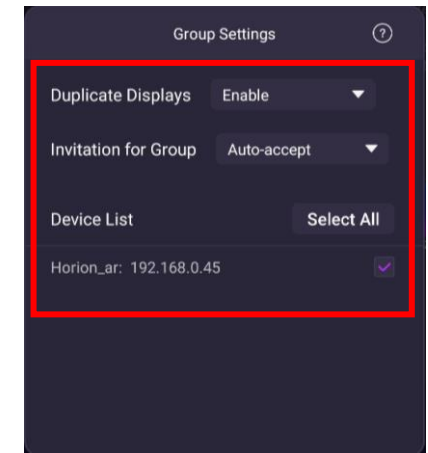 Group Settings
Duplicate Displays Enable
Invitation for Group Auto-accept
Device List Select All
Horion_ar: 192.168.0.45